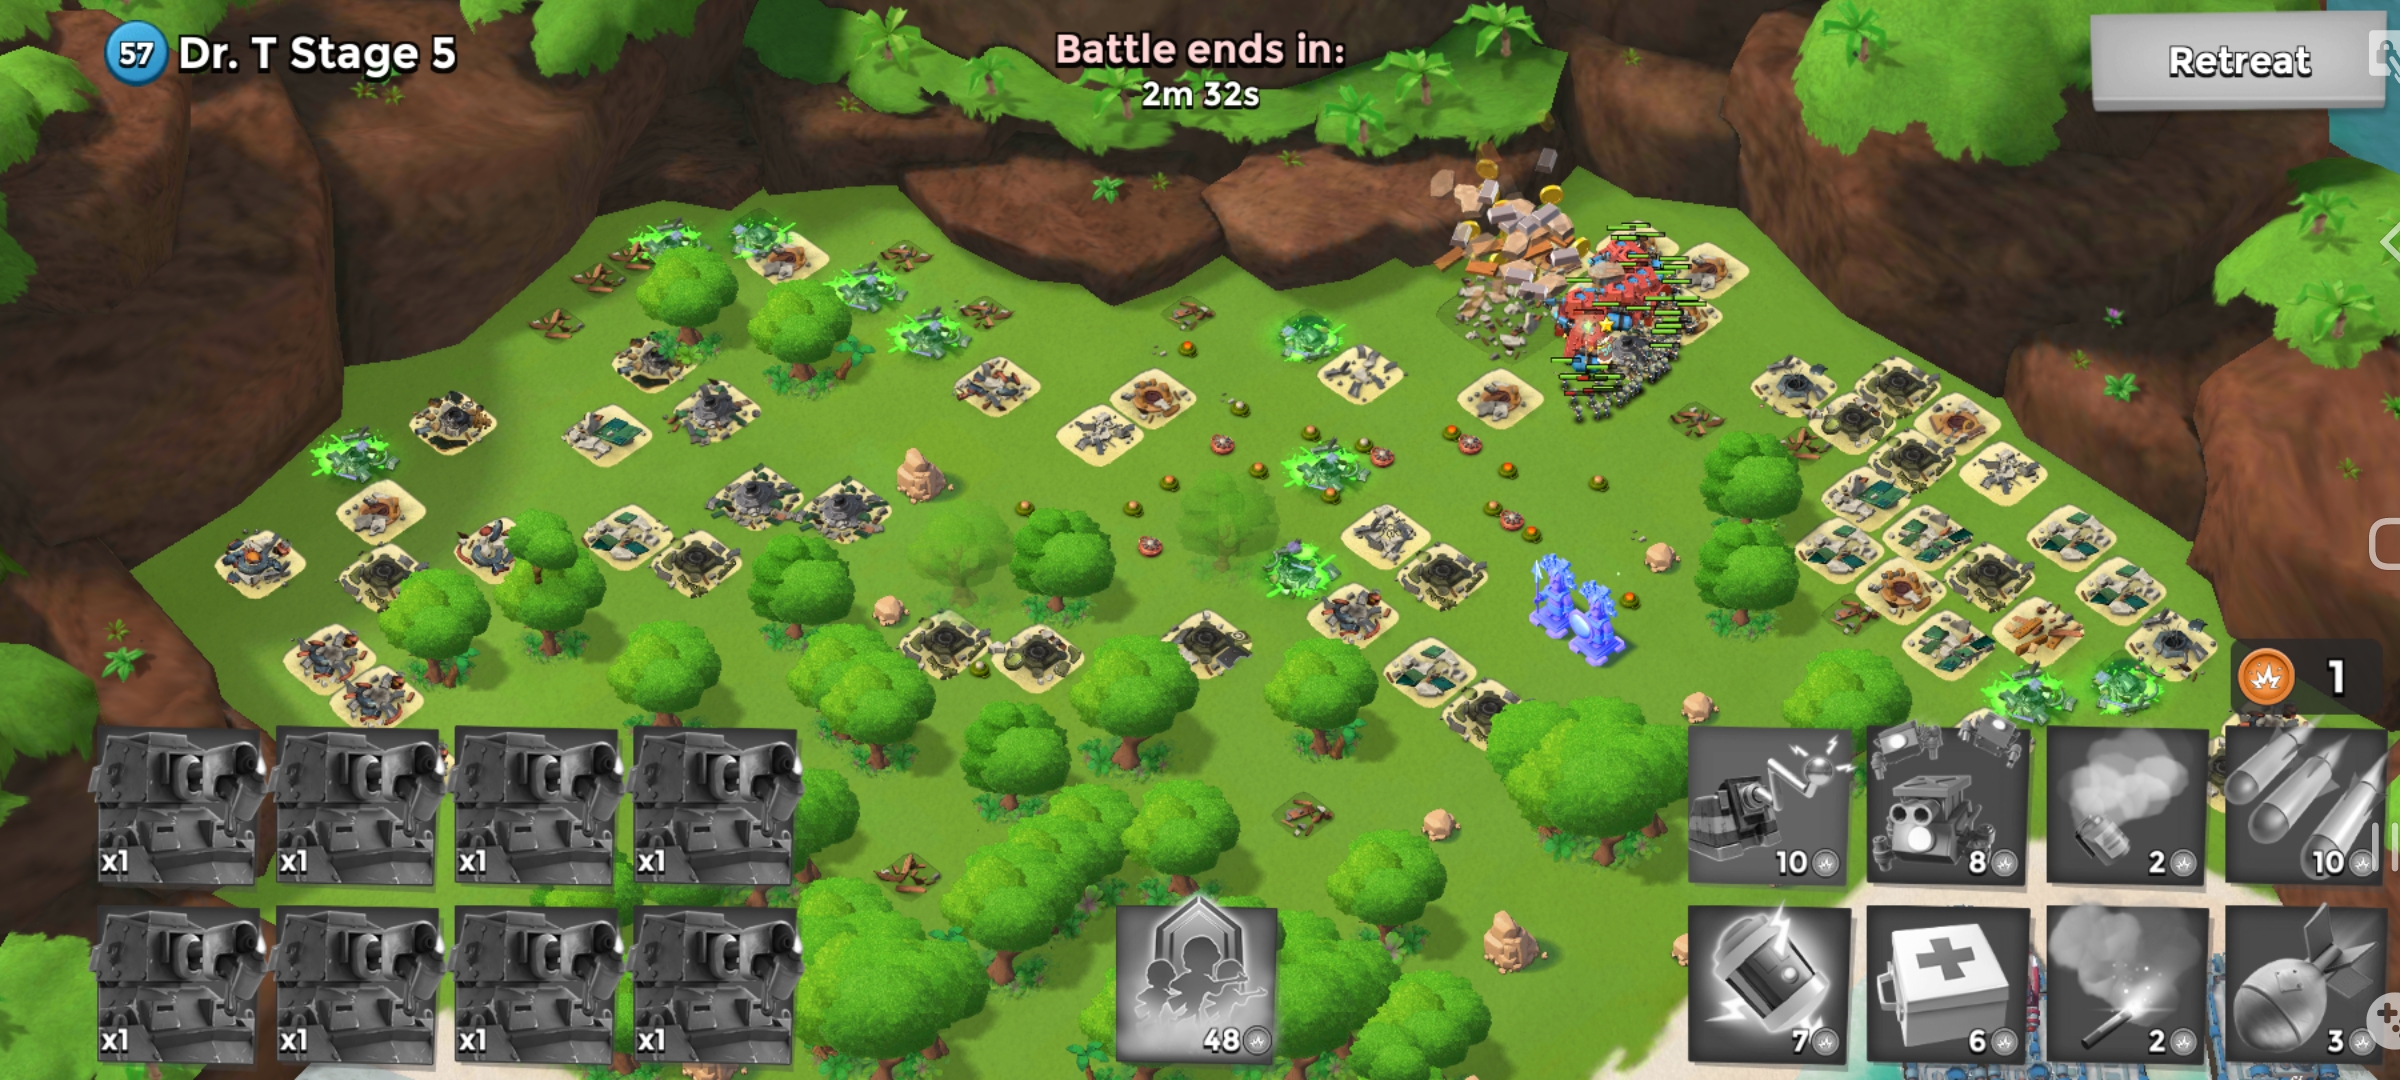 57 Dr. T Stage 5
Battle ends in:
2m 32s
Retreat
1
x1 x1 x1 x1
10 8 2 10
x1 x1 x1 x1
48
7 6 2 3